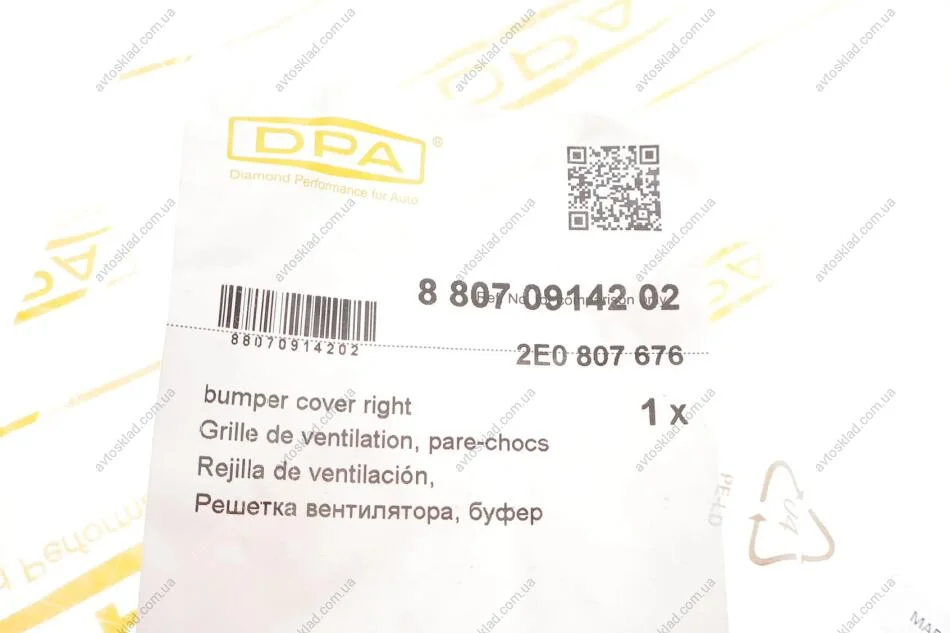 DPA®
Diamond Performance for Auto
8 807 09142 02
Ref. No. for comparison only
88070914202
2E0 807 676
bumper cover right
1 x
Grille de ventilation, pare-chocs
Rejilla de ventilación,
Решетка вентилятора, буфер
PE-LD
04
avtosklad.com.ua